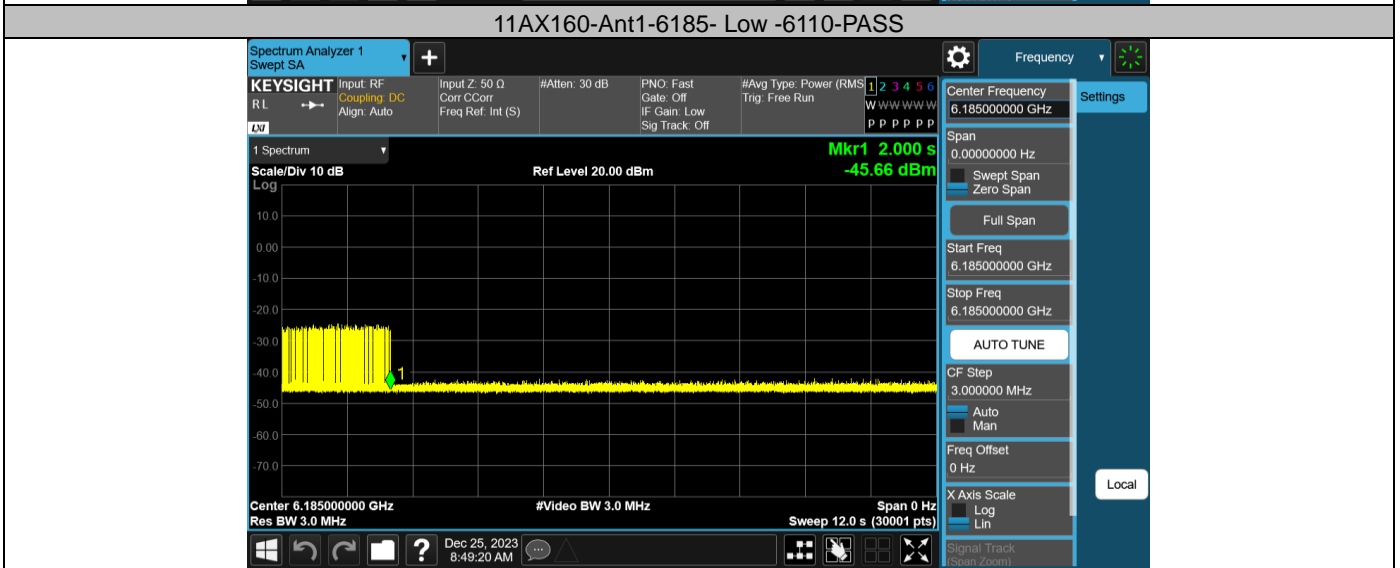 11AX160-Ant1-6185- Low -6110-PASS
Spectrum Analyzer 1
Swept SA
+
Frequency
KEYSIGHT
R L
LXI
Input: RF
Coupling: DC
Align: Auto
Input Z: 50 Ω
Corr CCorr
Freq Ref: Int (S)
#Atten: 30 dB
PNO: Fast
Gate: Off
IF Gain: Low
Sig Track: Off
#Avg Type: Power (RMS
Trig: Free Run
1 2 3 4 5 6
W W W W W W
P P P P P P
Center Frequency
6.185000000 GHz
Settings
Span
0.00000000 Hz
Swept Span
Zero Span
Full Span
Start Freq
6.185000000 GHz
Stop Freq
6.185000000 GHz
AUTO TUNE
CF Step
3.000000 MHz
Auto
Man
Freq Offset
0 Hz
X Axis Scale
Log
Lin
Signal Track
(Span Zoom)
Local
1 Spectrum
Mkr1 2.000 s
Scale/Div 10 dB
Ref Level 20.00 dBm
-45.66 dBm
Log
10.0
0.00
-10.0
-20.0
-30.0
-40.0
1
-50.0
-60.0
-70.0
Center 6.185000000 GHz
#Video BW 3.0 MHz
Span 0 Hz
Res BW 3.0 MHz
Sweep 12.0 s (30001 pts)
?
Dec 25, 2023
8:49:20 AM